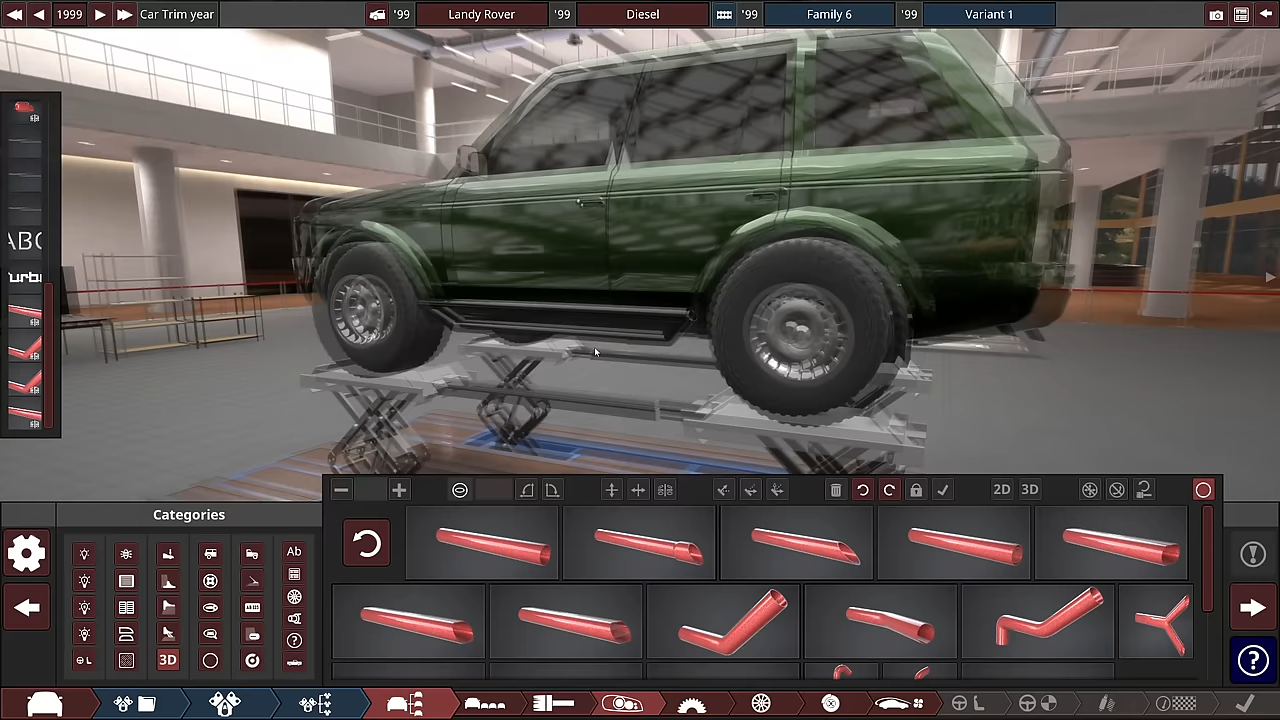 1999 Car Trim year '99 Landy Rover '99 Diesel '99 Family 6 '99 Variant 1
ABC
Turbo
2D 3D
Categories
Ab
L
3D
?
?
L